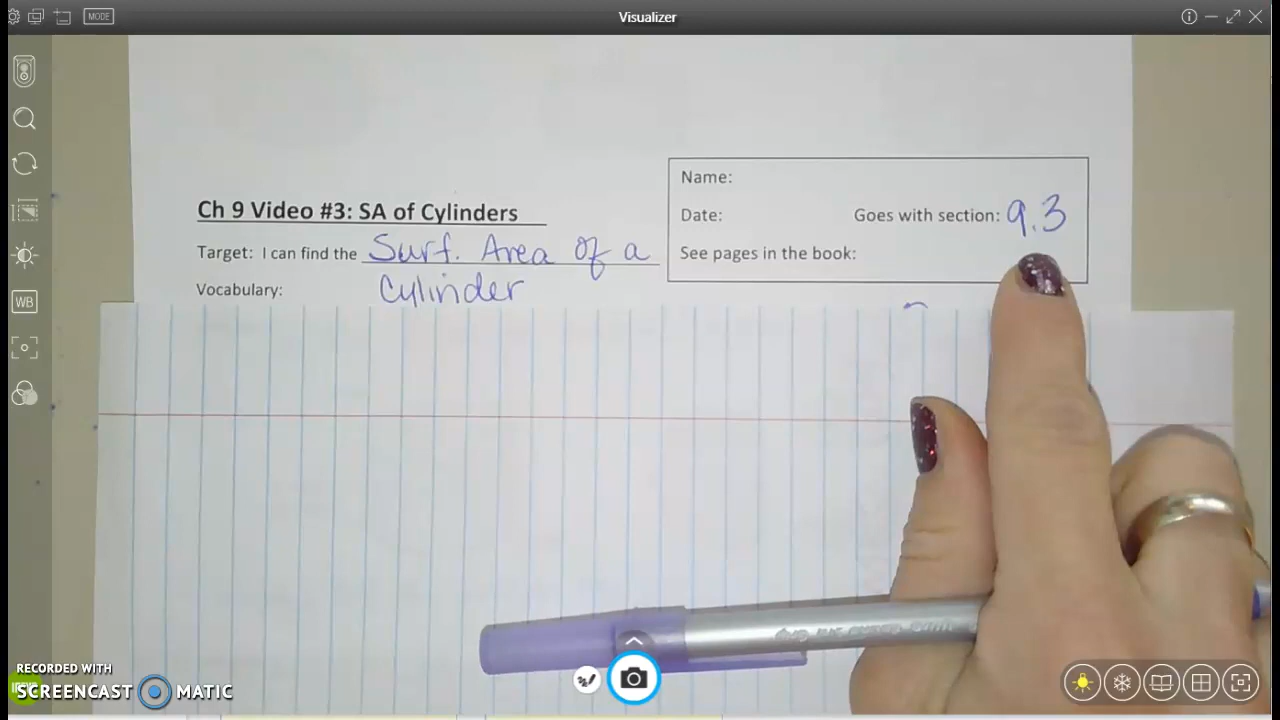 MODE
Visualizer
Name:
Ch 9 Video #3: SA of Cylinders
Date:
Goes with section: 9.3
Target: I can find the Surf. Area of a
See pages in the book:
Vocabulary:
Cylinder
WB
RECORDED WITH
SCREENCAST MATIC